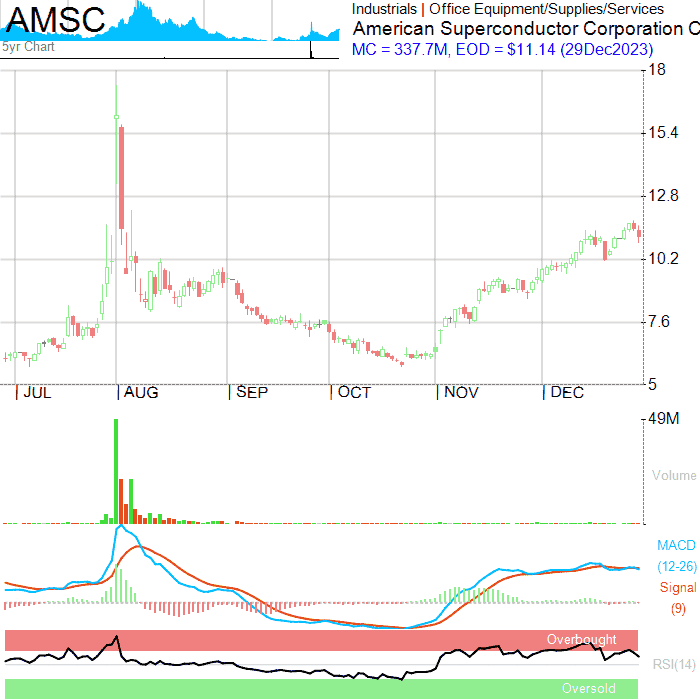 AMSC
5yr Chart
Industrials | Office Equipment/Supplies/Services
American Superconductor Corporation C
MC = 337.7M, EOD = $11.14 (29Dec2023)
18
15.4
12.8
10.2
7.6
5
JUL AUG SEP OCT NOV DEC
49M
Volume
MACD
(12-26)
Signal
(9)
Overbought
RSI(14)
Oversold